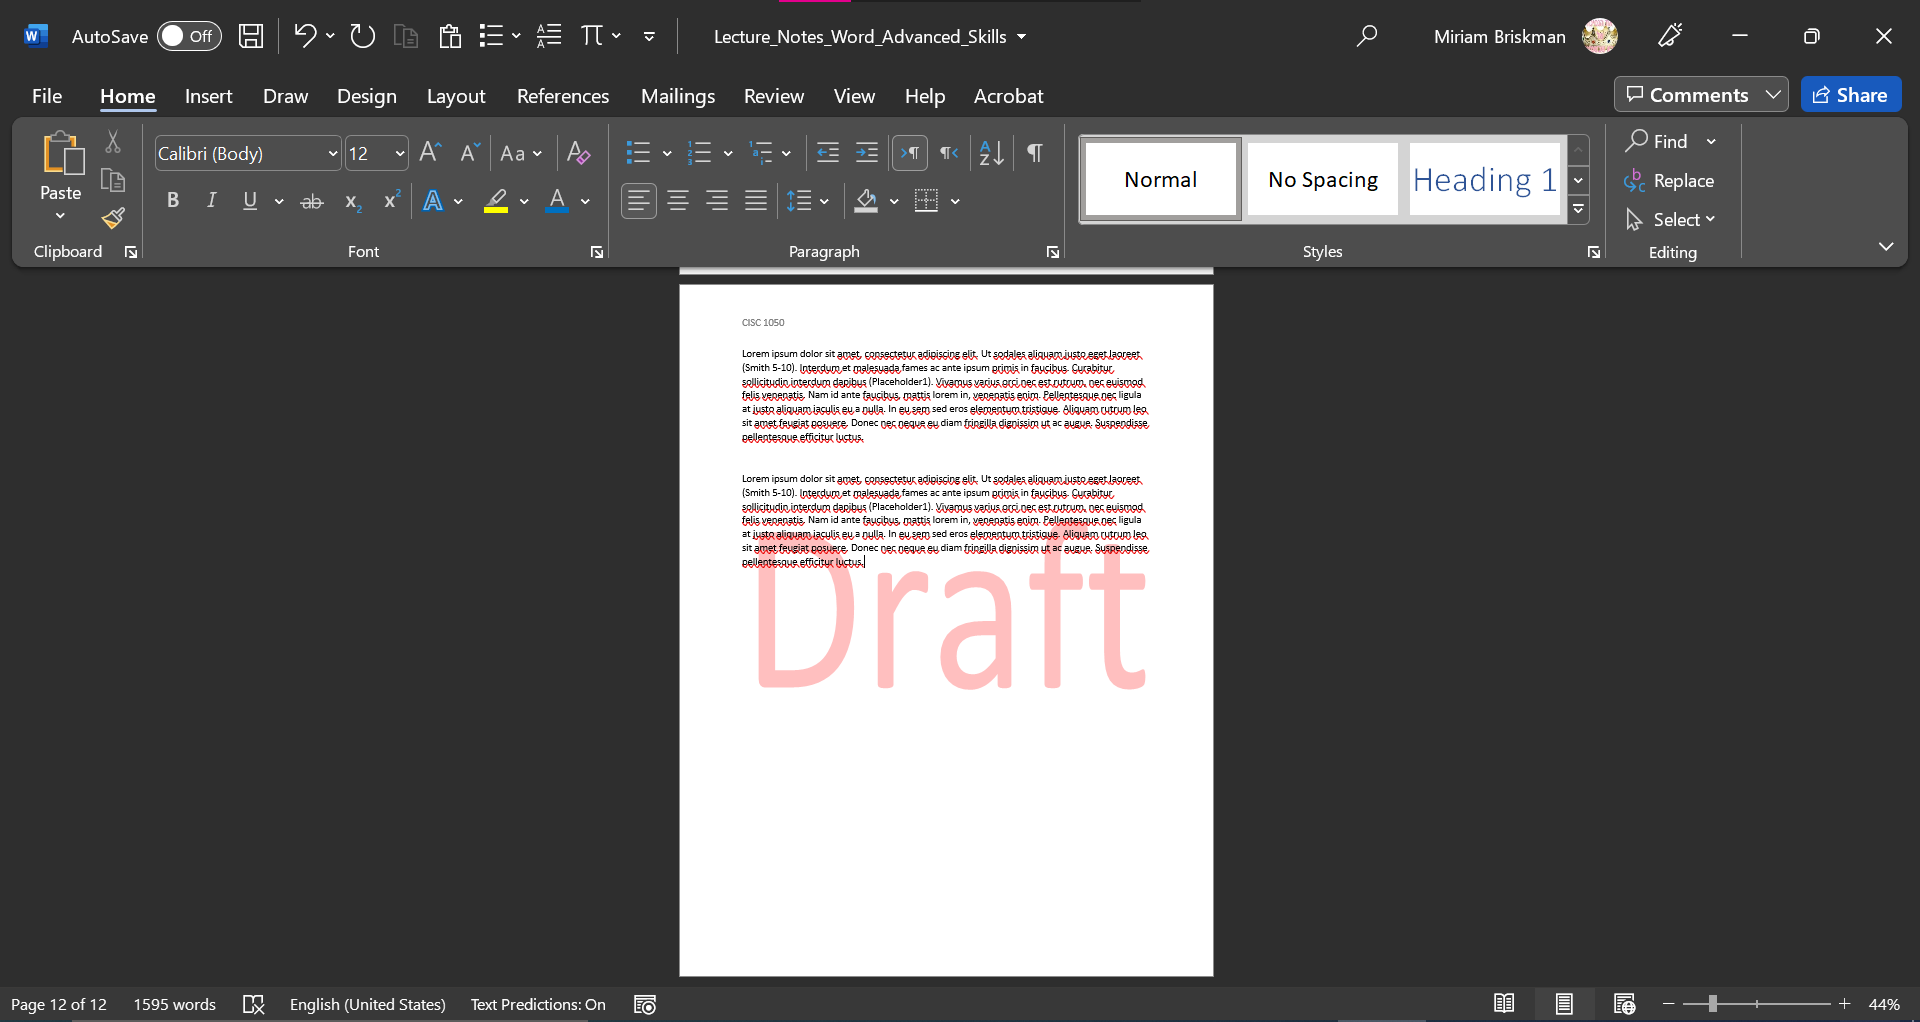 AutoSave Off Lecture_Notes_Word_Advanced_Skills Miriam Briskman
File Home Insert Draw Design Layout References Mailings Review View Help Acrobat Comments Share
Paste
Clipboard
Calibri (Body) 12
Font
Paragraph
Normal No Spacing Heading 1
Styles
Find
Replace
Select
Editing
CISC 1050
Lorem ipsum dolor sit amet, consectetur adipiscing elit. Ut sodales aliquam justo eget laoreet
(Smith 5-10). Interdum et malesuada fames ac ante ipsum primis in faucibus. Curabitur
sollicitudin interdum dapibus (Placeholder1). Vivamus varius orci nec est rutrum, nec euismod
felis venenatis. Nam id ante faucibus, mattis lorem in, venenatis enim. Pellentesque nec ligula
at justo aliquam iaculis eu a nulla. In eu sem sed eros elementum tristique. Aliquam rutrum leo
sit amet feugiat posuere. Donec nec neque eu diam fringilla dignissim ut ac augue. Suspendisse
pellentesque efficitur luctus.
Lorem ipsum dolor sit amet, consectetur adipiscing elit. Ut sodales aliquam justo eget laoreet
(Smith 5-10). Interdum et malesuada fames ac ante ipsum primis in faucibus. Curabitur
sollicitudin interdum dapibus (Placeholder1). Vivamus varius orci nec est rutrum, nec euismod
felis venenatis. Nam id ante faucibus, mattis lorem in, venenatis enim. Pellentesque nec ligula
at justo aliquam iaculis eu a nulla. In eu sem sed eros elementum tristique. Aliquam rutrum leo
sit amet feugiat posuere. Donec nec neque eu diam fringilla dignissim ut ac augue. Suspendisse
pellentesque efficitur luctus.
Draft
Page 12 of 12 1595 words English (United States) Text Predictions: On 44%